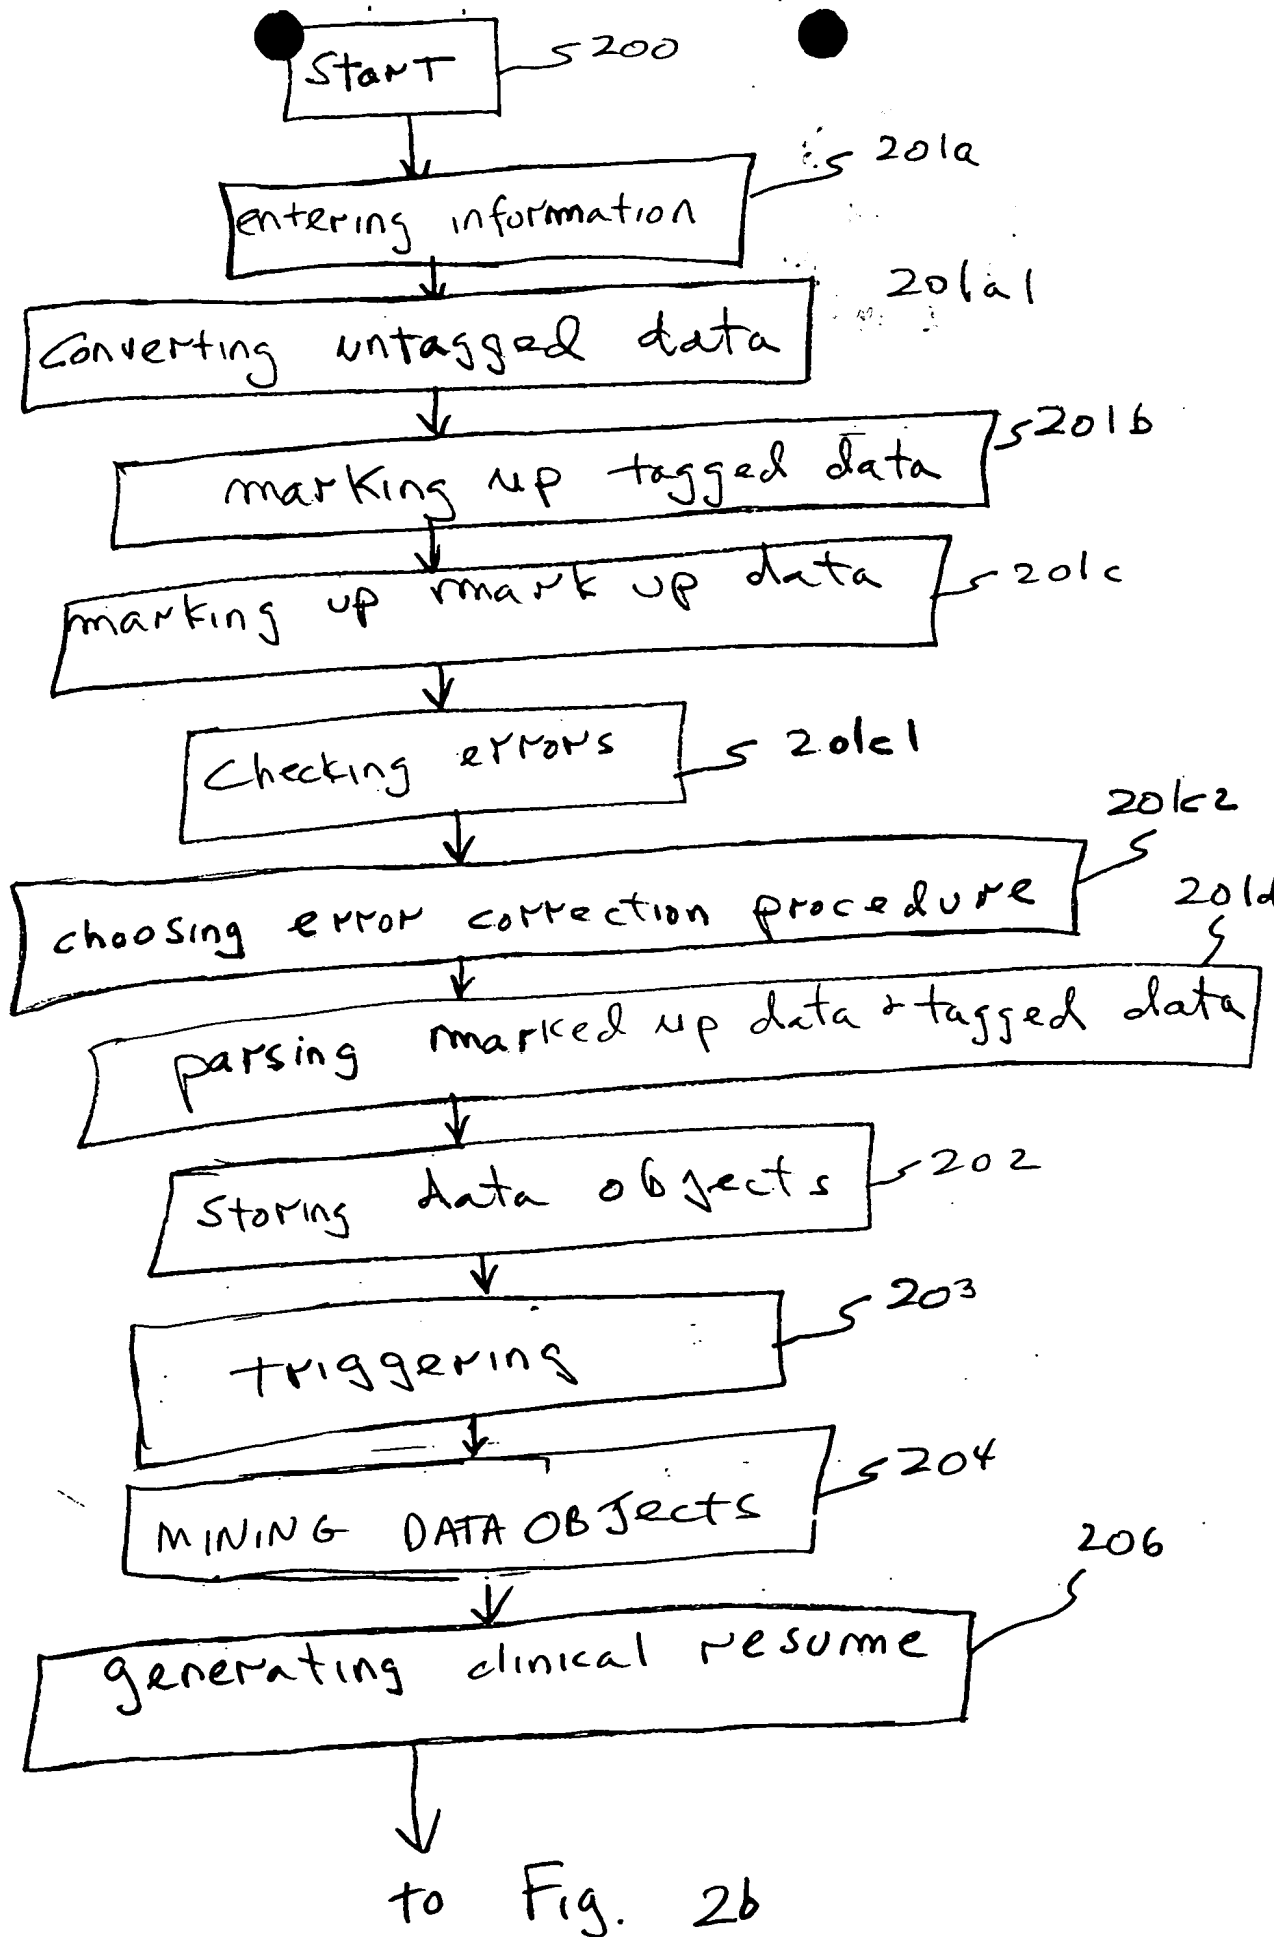 START 200
entering information 201a
Converting untagged data 201a1
marking up tagged data 201b
marking up mark up data 201c
Checking errors 201c1
choosing error correction procedure 201c2
parsing marked up data & tagged data 201d
storing data objects 202
triggering 203
MINING DATA OBJECTS 204
generating clinical resume 206
to Fig. 2b